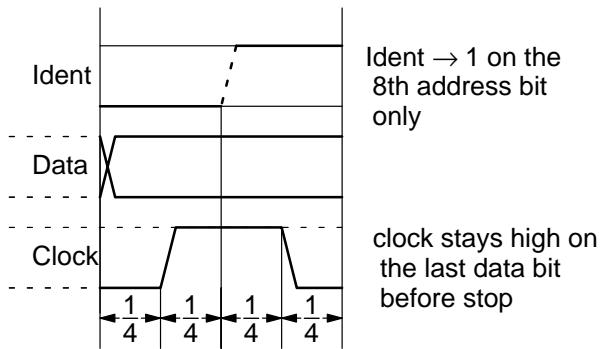 Ident
Ident → 1 on the
8th address bit
only
Data
Clock
clock stays high on
the last data bit
before stop
1/4 1/4 1/4 1/4